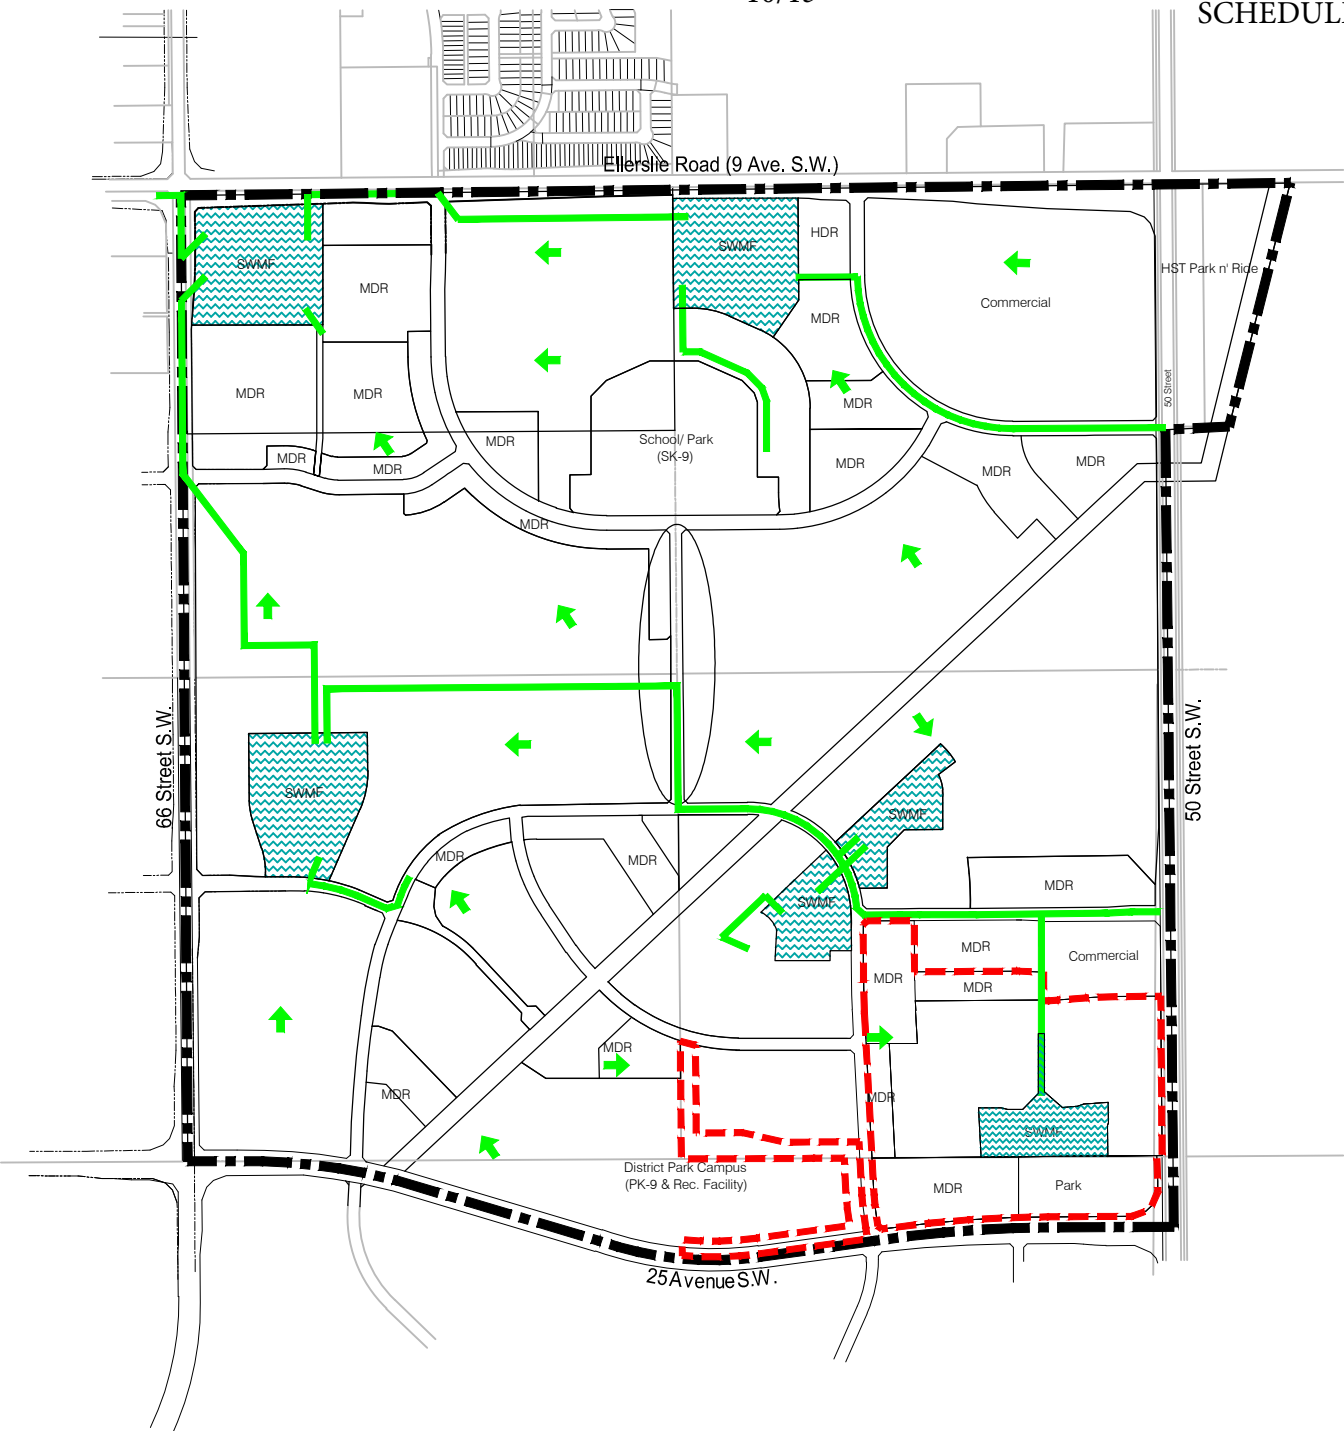 SCHEDUL
Ellerslie Road (9 Ave. S.W.)
SWMF
HDR
SWMF
HST Park n' Ride
MDR
Commercial
MDR
50 Street
MDR
MDR
MDR
MDR
School/ Park
(SK-9)
MDR
MDR
MDR
MDR
MDR
MDR
MDR
66 Street S.W.
50 Street S.W.
SWMF
SWMF
MDR
MDR
MDR
SWMF
MDR
Commercial
MDR
MDR
MDR
MDR
MDR
SWMF
District Park Campus
(PK-9 & Rec. Facility)
MDR
Park
25 Avenue S.W.